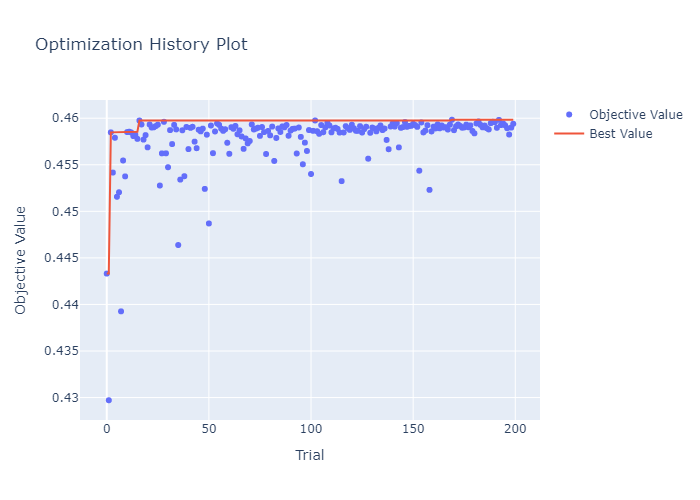 Optimization History Plot
Objective Value
Best Value
0.46
0.455
0.45
0.445
0.44
0.435
0.43
Objective Value
0
50
100
150
200
Trial